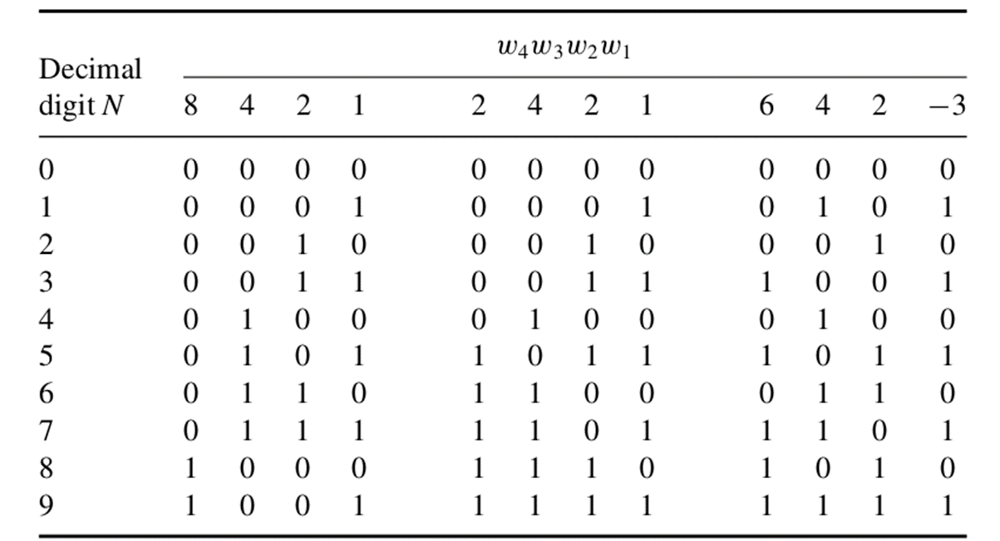 w₄w₃w₂w₁
Decimal
digit N 8 4 2 1 2 4 2 1 6 4 2 −3
0 0 0 0 0 0 0 0 0 0 0 0 0
1 0 0 0 1 0 0 0 1 0 1 0 1
2 0 0 1 0 0 0 1 0 0 0 1 0
3 0 0 1 1 0 0 1 1 1 0 0 1
4 0 1 0 0 0 1 0 0 0 1 0 0
5 0 1 0 1 1 0 1 1 1 0 1 1
6 0 1 1 0 1 1 0 0 0 1 1 0
7 0 1 1 1 1 1 0 1 1 1 0 1
8 1 0 0 0 1 1 1 0 1 0 1 0
9 1 0 0 1 1 1 1 1 1 1 1 1